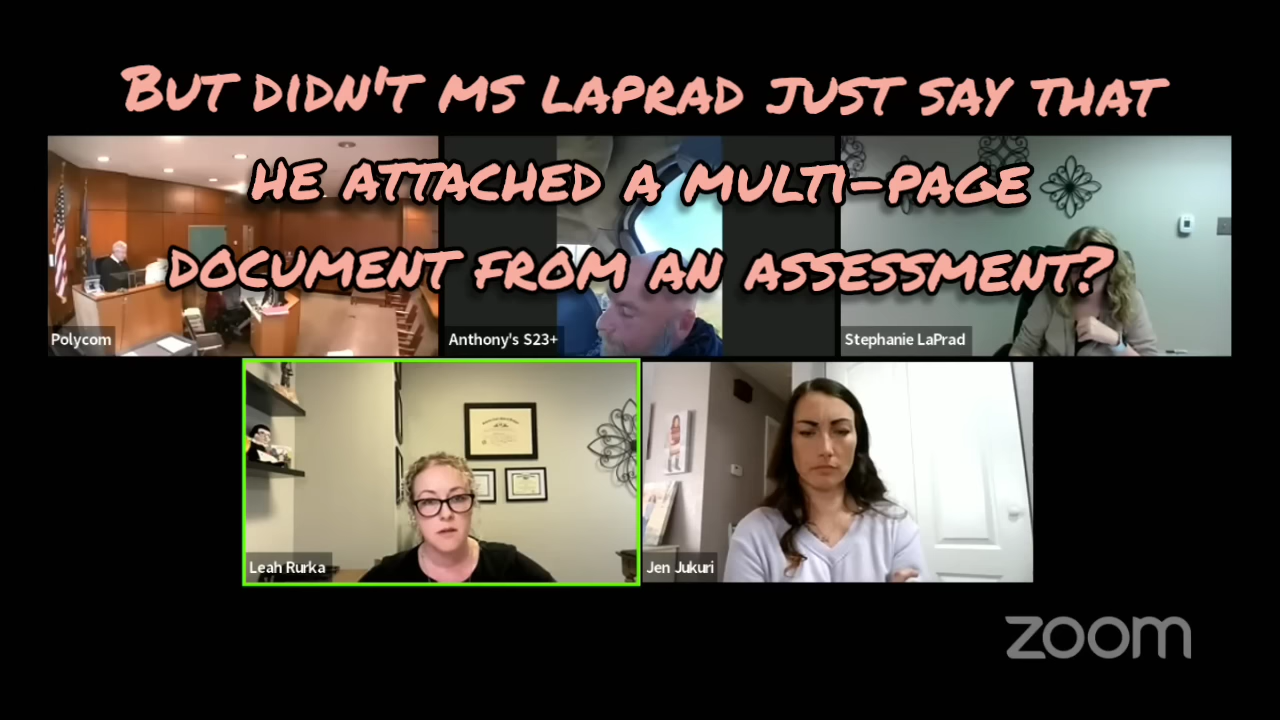 But didn't ms laprad just say that
he attached a multi-page
document from an assessment?
Polycom
Anthony's S23+
Stephanie LaPrad
Leah Rurka
Jen Jukuri
zoom